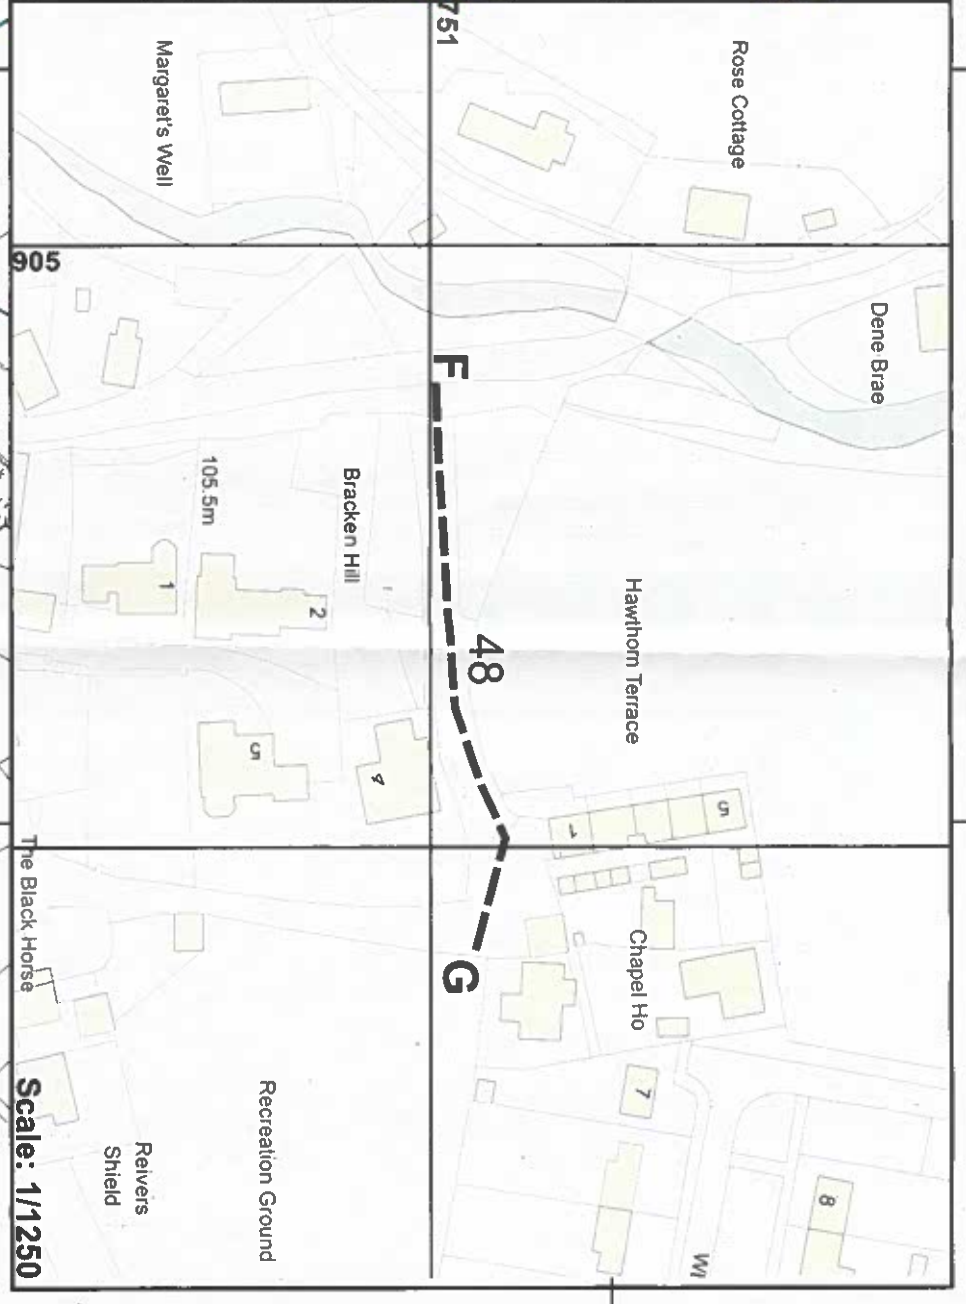 751
Rose Cottage
Margaret's Well
905
Dene Brae
F
105.5m
Bracken Hill
1
2
48
Hawthorn Terrace
5
4
1
5
The Black Horse
G
Chapel Ho
7
Recreation Ground
Reivers
Shield
8
WI
Scale: 1/1250